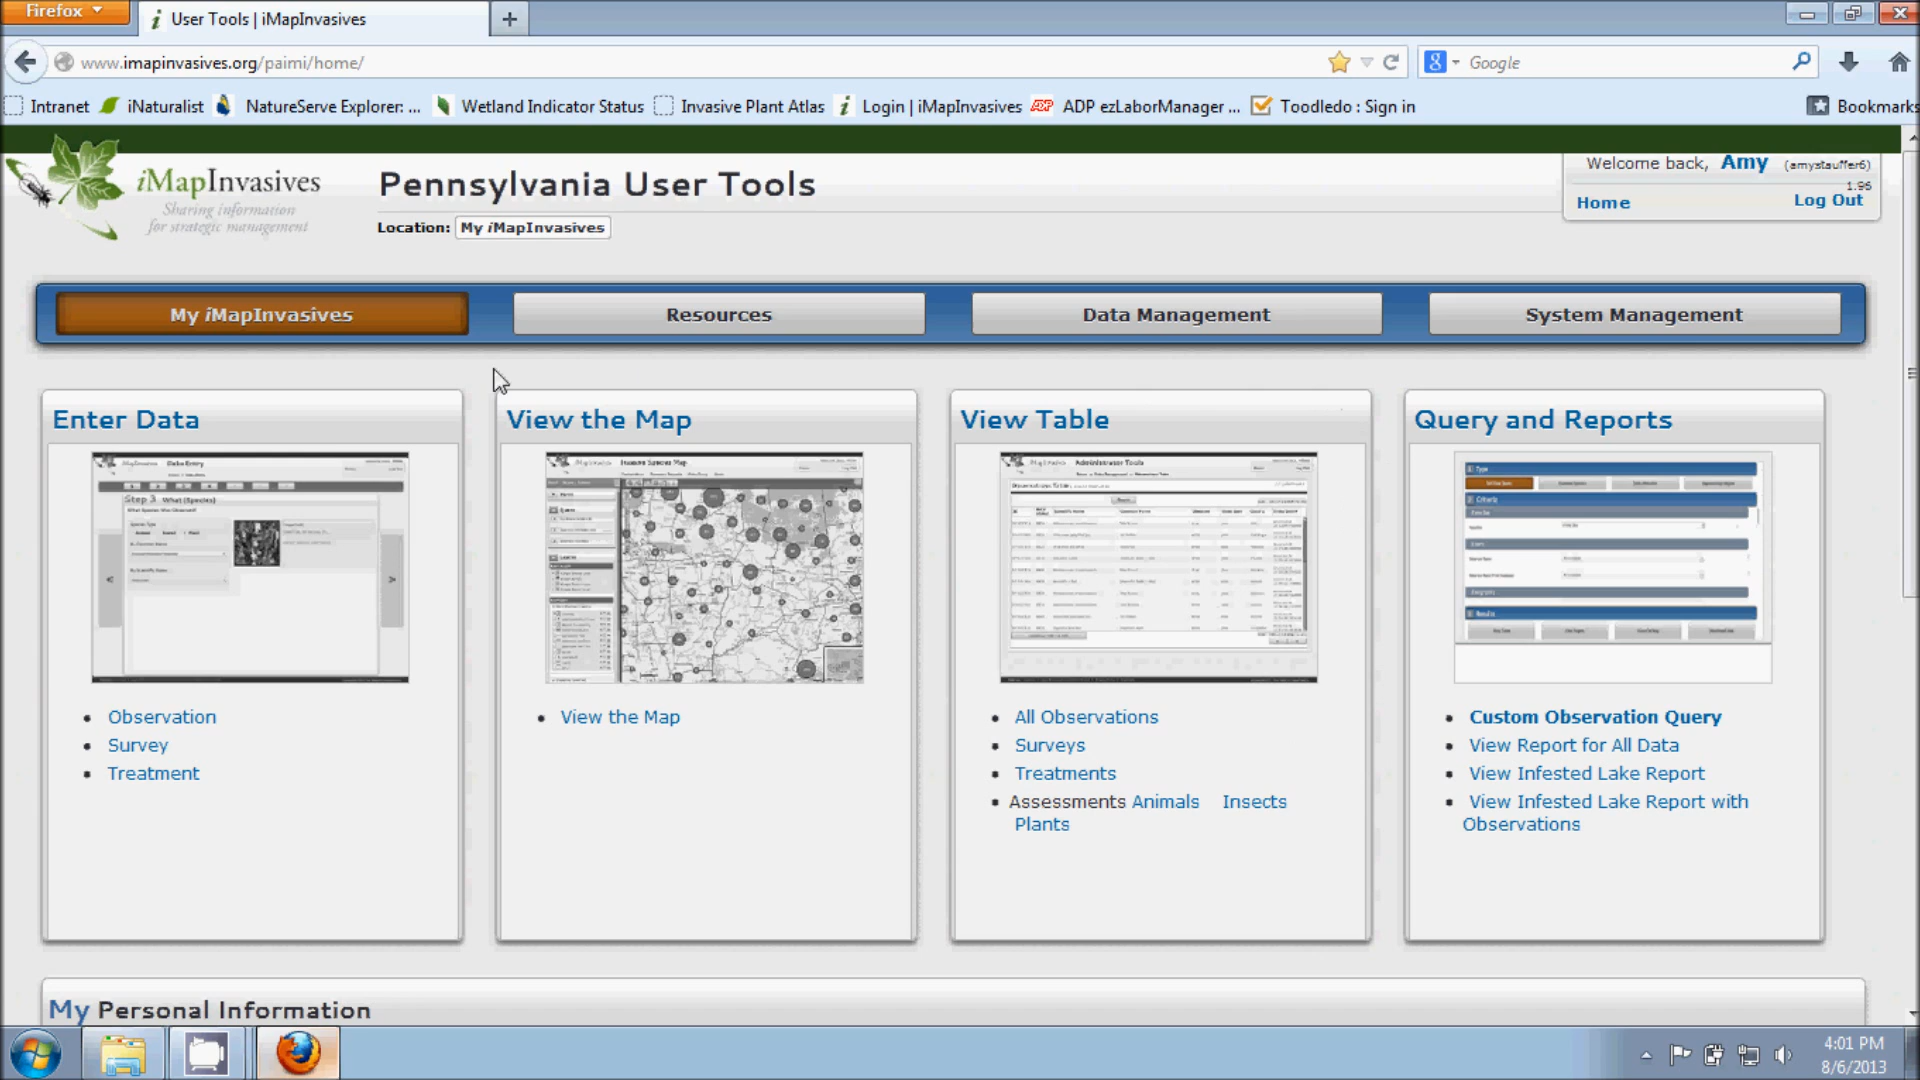 Firefox
User Tools | iMapInvasives
www.imapinvasives.org/paimi/home/
Google
Intranet
iNaturalist
NatureServe Explorer: ...
Wetland Indicator Status
Invasive Plant Atlas
Login | iMapInvasives
ADP ezLaborManager ...
Toodledo : Sign in
Bookmarks
iMapInvasives
Sharing information
for strategic management
Pennsylvania User Tools
Location: My iMapInvasives
Welcome back, Amy (amystauffer6)
1.96
Home
Log Out
My iMapInvasives
Resources
Data Management
System Management
Enter Data
Step 3 What (Species)
Observation
Survey
Treatment
View the Map
View the Map
View Table
All Observations
Surveys
Treatments
Assessments Animals Insects
Plants
Query and Reports
Custom Observation Query
View Report for All Data
View Infested Lake Report
View Infested Lake Report with
Observations
My Personal Information
4:01 PM
8/6/2013